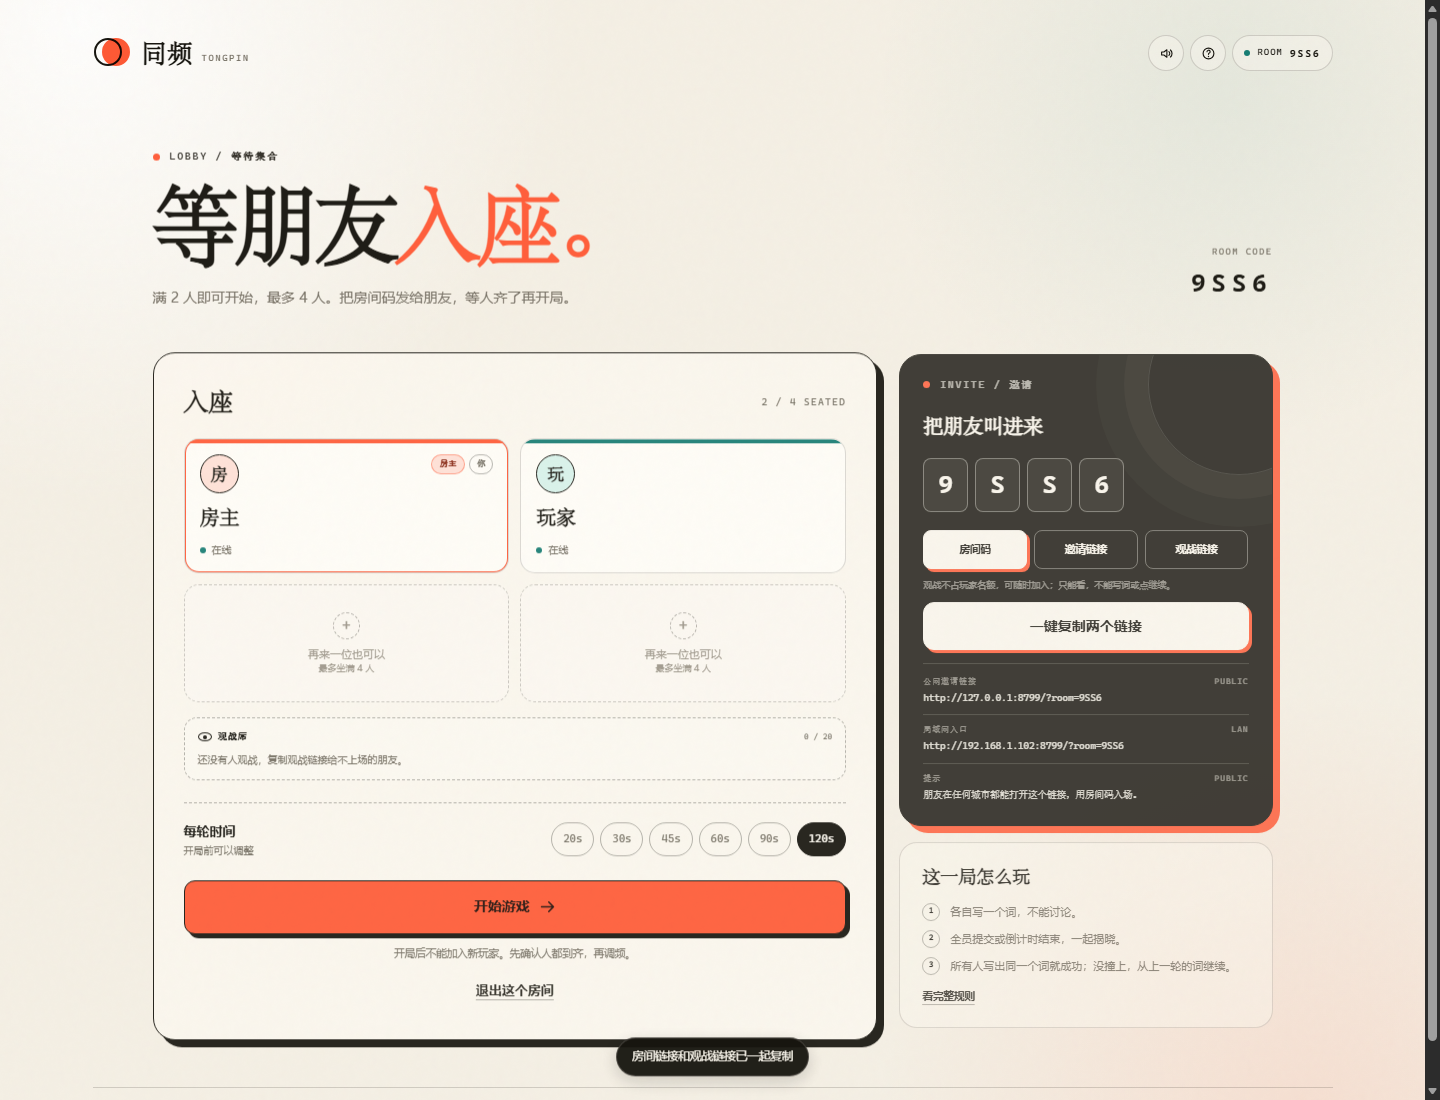 同频 TONGPIN
ROOM 9SS6
LOBBY / 等待集合
等朋友入座。
满 2 人即可开始，最多 4 人。把房间码发给朋友，等人齐了再开局。
ROOM CODE
9SS6
入座
2 / 4 SEATED
房
房主
你
房主
在线
玩
玩家
在线
+
再来一位也可以
最多坐满 4 人
+
再来一位也可以
最多坐满 4 人
观战席
0 / 20
还没有人观战，复制观战链接给不上场的朋友。
每轮时间
开局前可以调整
20s
30s
45s
60s
90s
120s
开始游戏 →
开局后不能加入新玩家。先确认人都到齐，再调频。
退出这个房间
INVITE / 邀请
把朋友叫进来
9 S S 6
房间码
邀请链接
观战链接
观战不占玩家名额，可随时加入；只能看，不能写词或点继续。
一键复制两个链接
公网邀请链接
PUBLIC
http://127.0.0.1:8799/?room=9SS6
局域网入口
LAN
http://192.168.1.102:8799/?room=9SS6
提示
PUBLIC
朋友在任何城市都能打开这个链接，用房间码入场。
这一局怎么玩
1 各自写一个词，不能讨论。
2 全员提交或倒计时结束，一起揭晓。
3 所有人写出同一个词就成功；没撞上，从上一轮的词继续。
看完整规则
房间链接和观战链接已一起复制